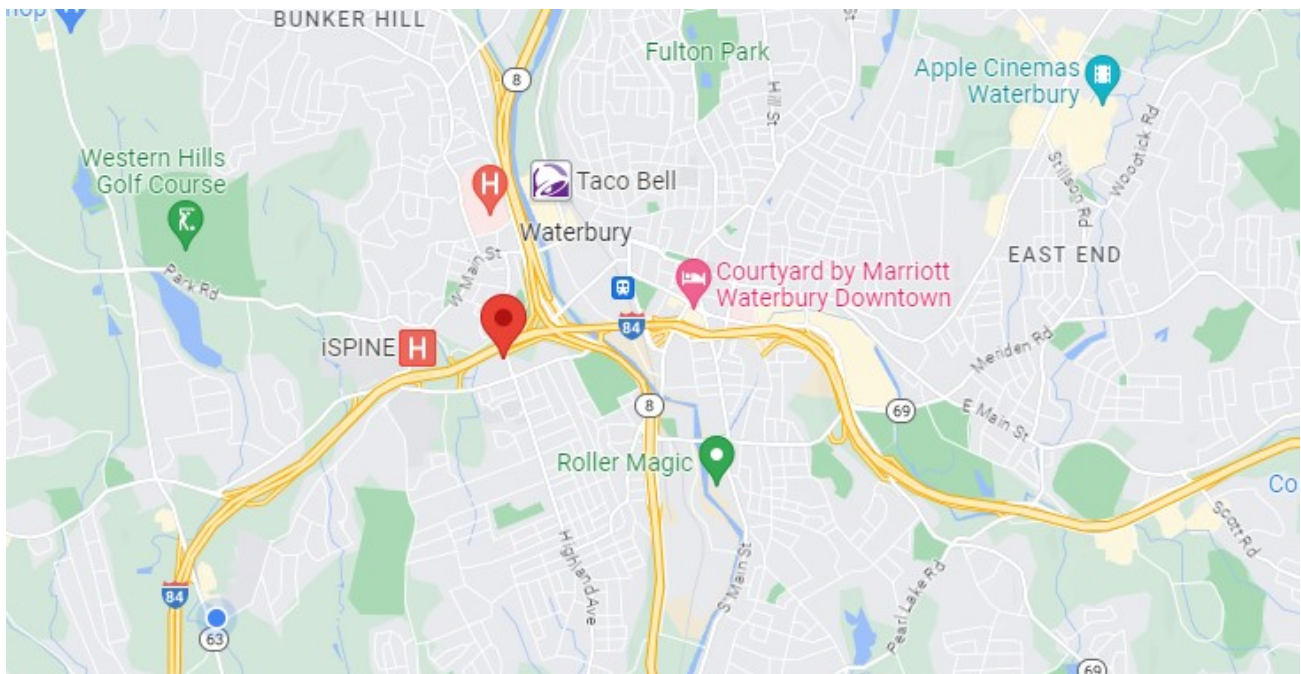 hop
BUNKER HILL
8
Fulton Park
Hill St
St
Apple Cinemas
Waterbury
Woodtick Rd
Stillson Rd
Western Hills
Golf Course
H
Taco Bell
Waterbury
W Main St
Park Rd
EAST END
Courtyard by Marriott
Waterbury Downtown
84
iSPINE H
Meriden Rd
8
69
E Main St
Roller Magic
Co
Scott Rd
Highland Ave
S Main St
Pearl Lake Rd
84
63
69